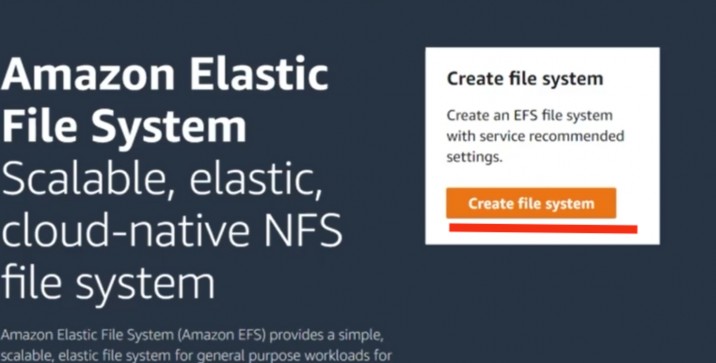 Amazon Elastic
File System
Scalable, elastic,
cloud-native NFS
file system
Amazon Elastic File System (Amazon EFS) provides a simple,
scalable, elastic file system for general purpose workloads for
Create file system
Create an EFS file system
with service recommended
settings.
Create file system